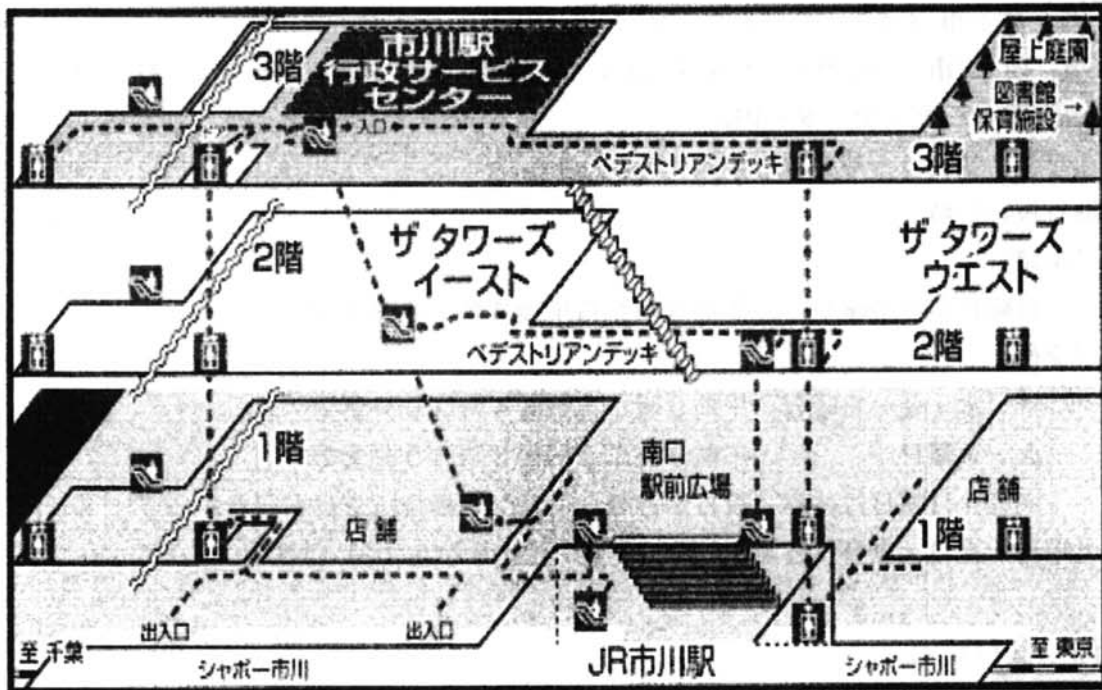 3階
市川駅
行政サービス
センター
入口
屋上庭園
図書館
保育施設
→
ペデストリアンデッキ
3階
2階
ザ タワーズ
イースト
ザ タワーズ
ウエスト
ペデストリアンデッキ
2階
1階
店舗
南口
駅前広場
店舗
1階
出入口
出入口
至 千葉
シャポー市川
JR市川駅
シャポー市川
至 東京